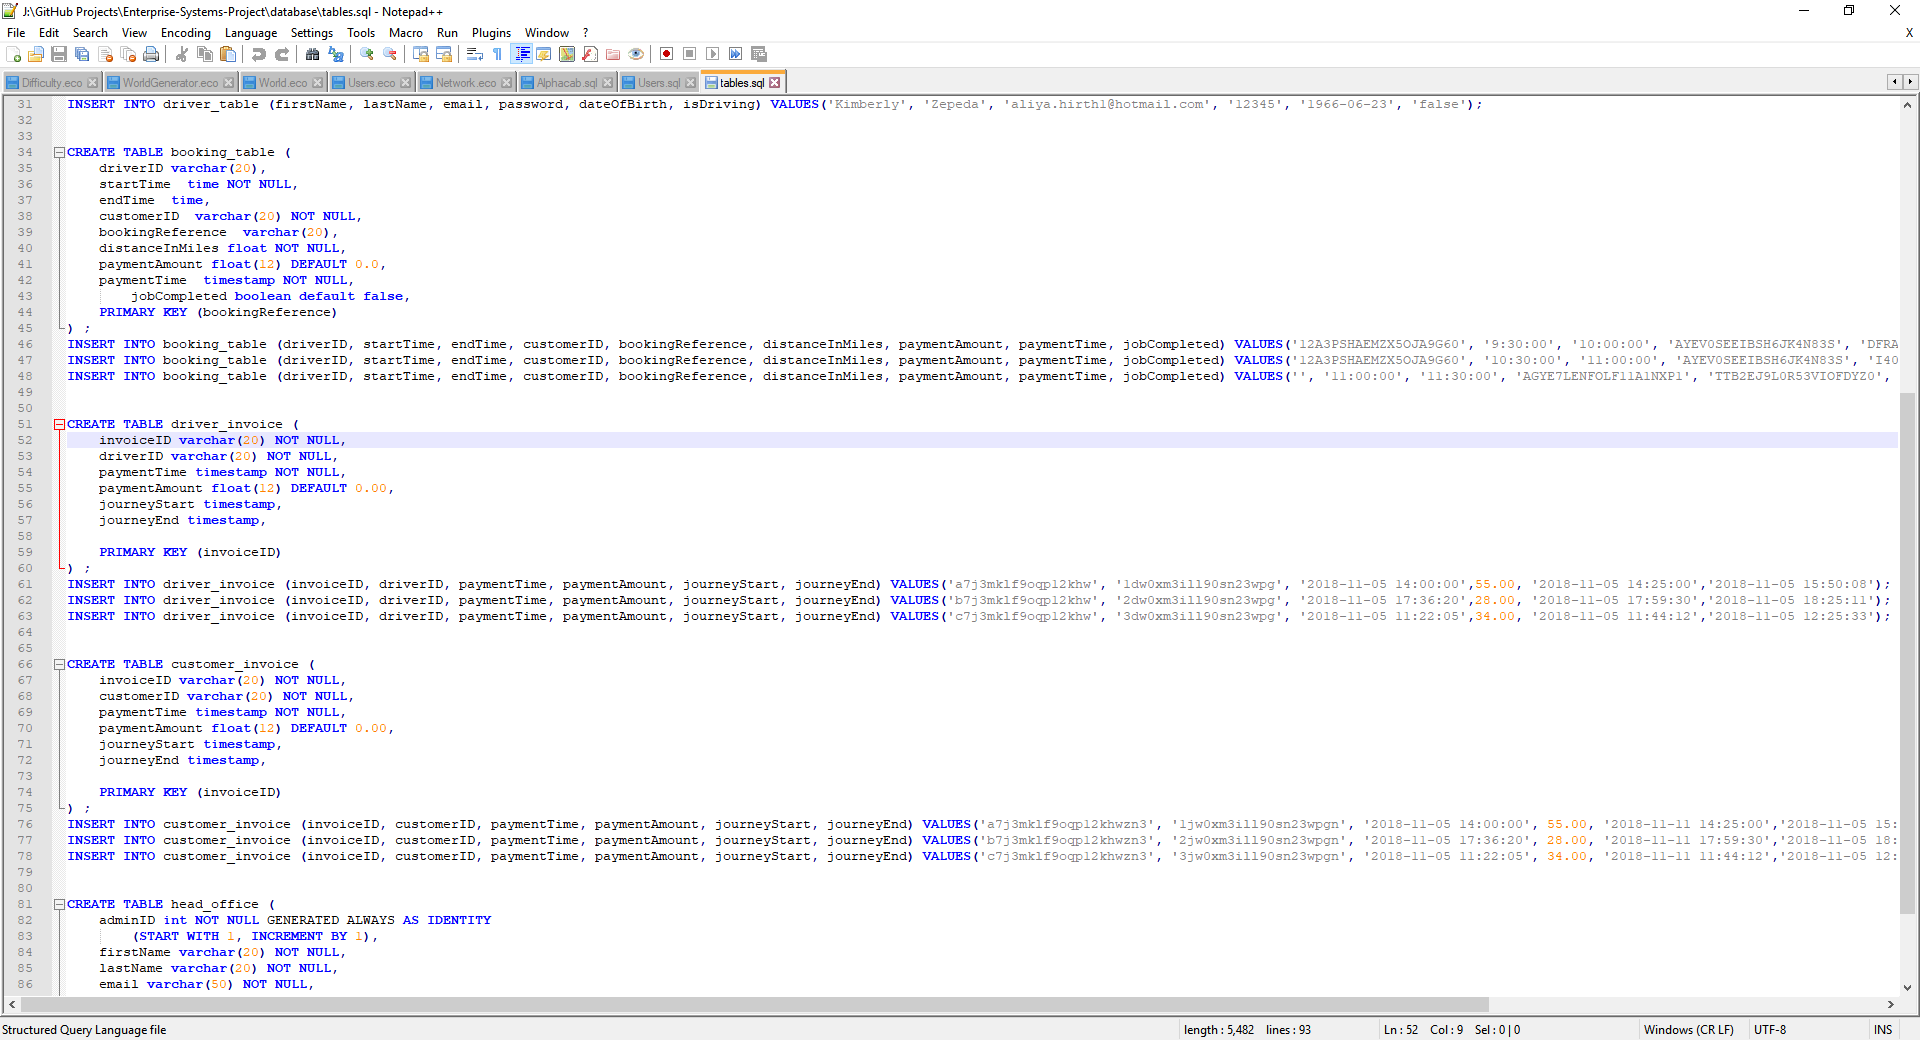 J:\GitHub Projects\Enterprise-Systems-Project\database\tables.sql - Notepad++
File Edit Search View Encoding Language Settings Tools Macro Run Plugins Window ? X
Difficulty.eco WorldGenerator.eco World.eco Users.eco Network.eco Alphacab.sql Users.sql tables.sql
31 INSERT INTO driver_table (firstName, lastName, email, password, dateOfBirth, isDriving) VALUES('Kimberly', 'Zepeda', 'aliya.hirth1@hotmail.com', '12345', '1966-06-23', 'false');
32
33
34 CREATE TABLE booking_table (
35 driverID varchar(20),
36 startTime  time NOT NULL,
37 endTime  time,
38 customerID  varchar(20) NOT NULL,
39 bookingReference  varchar(20),
40 distanceInMiles float NOT NULL,
41 paymentAmount float(12) DEFAULT 0.0,
42 paymentTime  timestamp NOT NULL,
43 jobCompleted boolean default false,
44 PRIMARY KEY (bookingReference)
45 ) ;
46 INSERT INTO booking_table (driverID, startTime, endTime, customerID, bookingReference, distanceInMiles, paymentAmount, paymentTime, jobCompleted) VALUES('12A3PSHAEMZX5OJA9G60', '9:30:00', '10:00:00', 'AYEV0SEEIBSH6JK4N83S', 'DFRA
47 INSERT INTO booking_table (driverID, startTime, endTime, customerID, bookingReference, distanceInMiles, paymentAmount, paymentTime, jobCompleted) VALUES('12A3PSHAEMZX5OJA9G60', '10:30:00', '11:00:00', 'AYEV0SEEIBSH6JK4N83S', 'I40
48 INSERT INTO booking_table (driverID, startTime, endTime, customerID, bookingReference, distanceInMiles, paymentAmount, paymentTime, jobCompleted) VALUES('', '11:00:00', '11:30:00', 'AGYE7LENFOLF11A1NXP1', 'TTB2EJ9L0R53VIOFDYZ0',
49
50
51 CREATE TABLE driver_invoice (
52 invoiceID varchar(20) NOT NULL,
53 driverID varchar(20) NOT NULL,
54 paymentTime timestamp NOT NULL,
55 paymentAmount float(12) DEFAULT 0.00,
56 journeyStart timestamp,
57 journeyEnd timestamp,
58
59 PRIMARY KEY (invoiceID)
60 ) ;
61 INSERT INTO driver_invoice (invoiceID, driverID, paymentTime, paymentAmount, journeyStart, journeyEnd) VALUES('a7j3mklf9oqpl2khw', '1dw0xm3ill90sn23wpg', '2018-11-05 14:00:00',55.00, '2018-11-05 14:25:00','2018-11-05 15:50:08');
62 INSERT INTO driver_invoice (invoiceID, driverID, paymentTime, paymentAmount, journeyStart, journeyEnd) VALUES('b7j3mklf9oqpl2khw', '2dw0xm3ill90sn23wpg', '2018-11-05 17:36:20',28.00, '2018-11-05 17:59:30','2018-11-05 18:25:11');
63 INSERT INTO driver_invoice (invoiceID, driverID, paymentTime, paymentAmount, journeyStart, journeyEnd) VALUES('c7j3mklf9oqpl2khw', '3dw0xm3ill90sn23wpg', '2018-11-05 11:22:05',34.00, '2018-11-05 11:44:12','2018-11-05 12:25:33');
64
65
66 CREATE TABLE customer_invoice (
67 invoiceID varchar(20) NOT NULL,
68 customerID varchar(20) NOT NULL,
69 paymentTime timestamp NOT NULL,
70 paymentAmount float(12) DEFAULT 0.00,
71 journeyStart timestamp,
72 journeyEnd timestamp,
73
74 PRIMARY KEY (invoiceID)
75 ) ;
76 INSERT INTO customer_invoice (invoiceID, customerID, paymentTime, paymentAmount, journeyStart, journeyEnd) VALUES('a7j3mklf9oqpl2khwzn3', '1jw0xm3ill90sn23wpgn', '2018-11-05 14:00:00', 55.00, '2018-11-11 14:25:00','2018-11-05 15:
77 INSERT INTO customer_invoice (invoiceID, customerID, paymentTime, paymentAmount, journeyStart, journeyEnd) VALUES('b7j3mklf9oqpl2khwzn3', '2jw0xm3ill90sn23wpgn', '2018-11-05 17:36:20', 28.00, '2018-11-11 17:59:30','2018-11-05 18:
78 INSERT INTO customer_invoice (invoiceID, customerID, paymentTime, paymentAmount, journeyStart, journeyEnd) VALUES('c7j3mklf9oqpl2khwzn3', '3jw0xm3ill90sn23wpgn', '2018-11-05 11:22:05', 34.00, '2018-11-11 11:44:12','2018-11-05 12:
79
80
81 CREATE TABLE head_office (
82 adminID int NOT NULL GENERATED ALWAYS AS IDENTITY
83 (START WITH 1, INCREMENT BY 1),
84 firstName varchar(20) NOT NULL,
85 lastName varchar(20) NOT NULL,
86 email varchar(50) NOT NULL,
Structured Query Language file length : 5,482 lines : 93 Ln : 52 Col : 9 Sel : 0 | 0 Windows (CR LF) UTF-8 INS